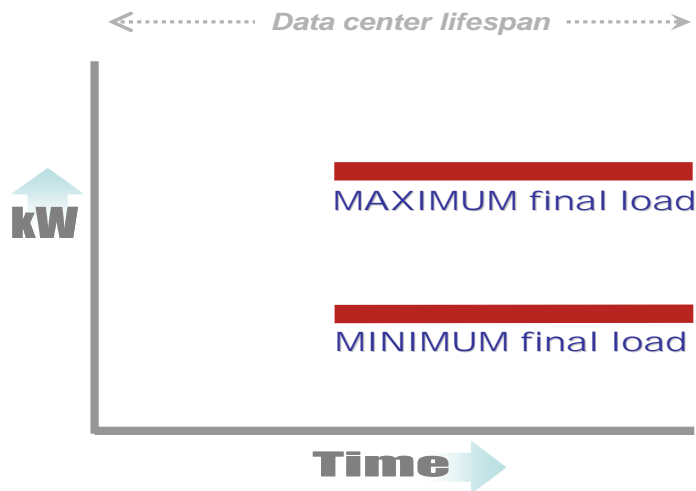 Data center lifespan
MAXIMUM final load
kW
MINIMUM final load
Time